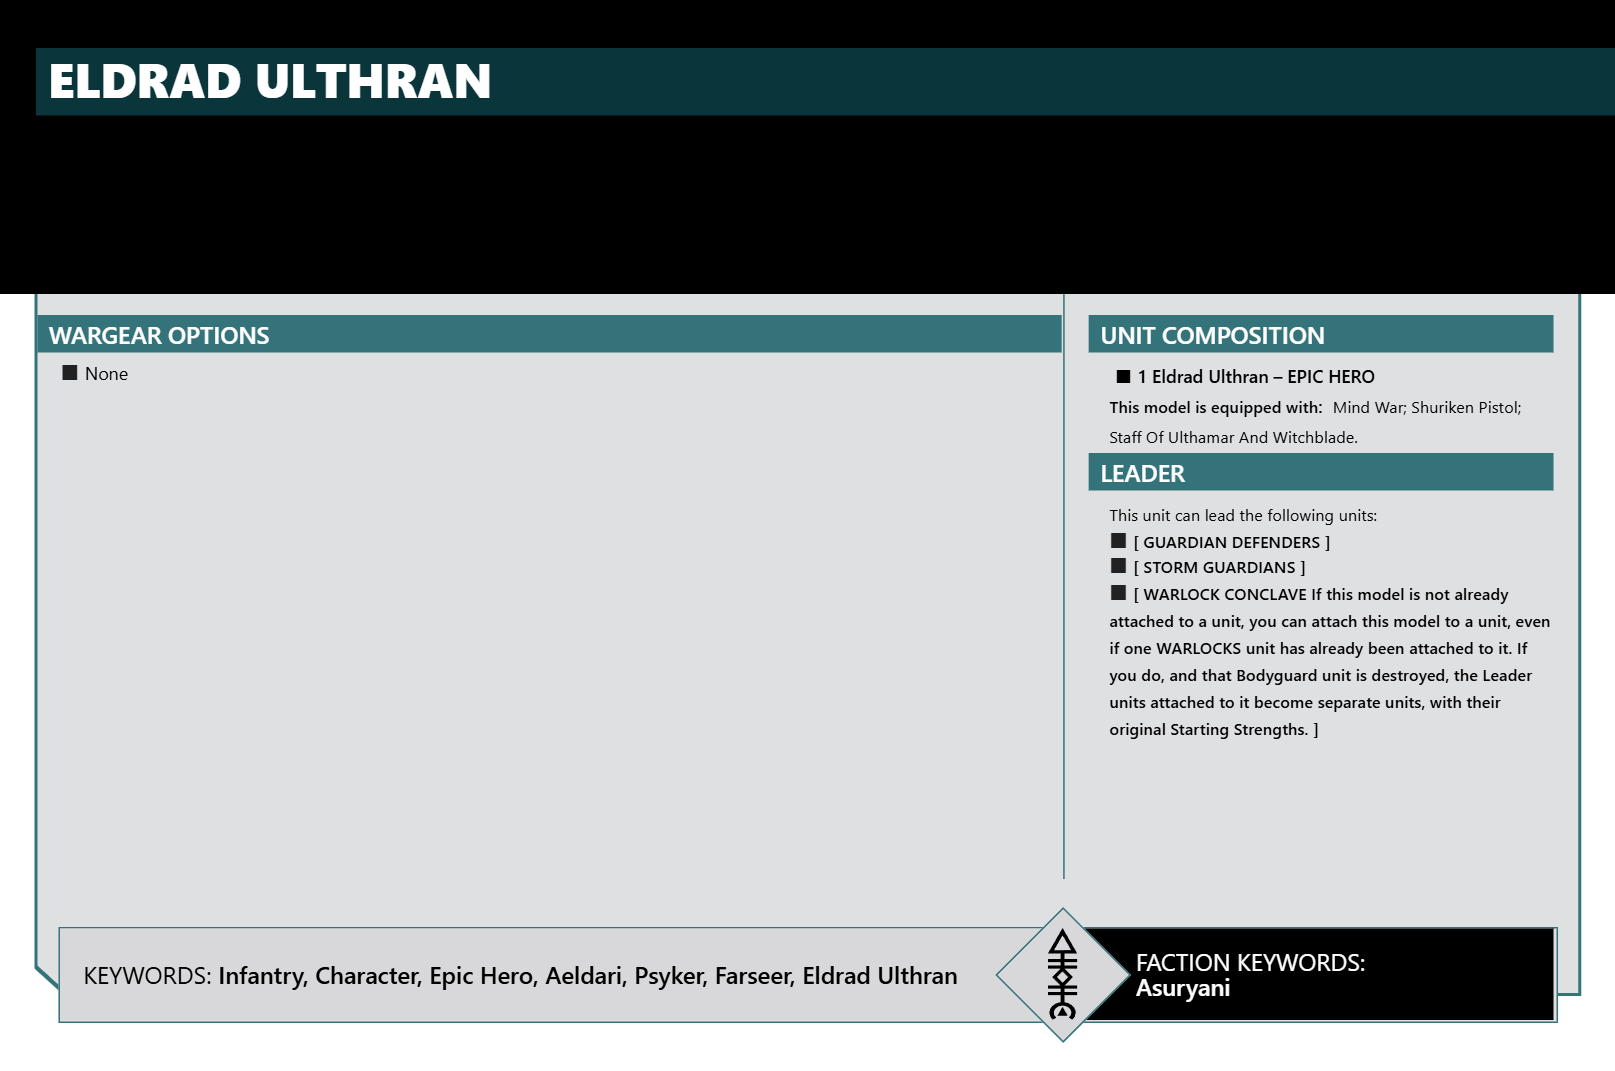 ELDRAD ULTHRAN
WARGEAR OPTIONS
■ None
UNIT COMPOSITION
■ 1 Eldrad Ulthran – EPIC HERO
This model is equipped with: Mind War; Shuriken Pistol;
Staff Of Ulthamar And Witchblade.
LEADER
This unit can lead the following units:
■ [ GUARDIAN DEFENDERS ]
■ [ STORM GUARDIANS ]
■ [ WARLOCK CONCLAVE If this model is not already
attached to a unit, you can attach this model to a unit, even
if one WARLOCKS unit has already been attached to it. If
you do, and that Bodyguard unit is destroyed, the Leader
units attached to it become separate units, with their
original Starting Strengths. ]
KEYWORDS: Infantry, Character, Epic Hero, Aeldari, Psyker, Farseer, Eldrad Ulthran
FACTION KEYWORDS:
Asuryani